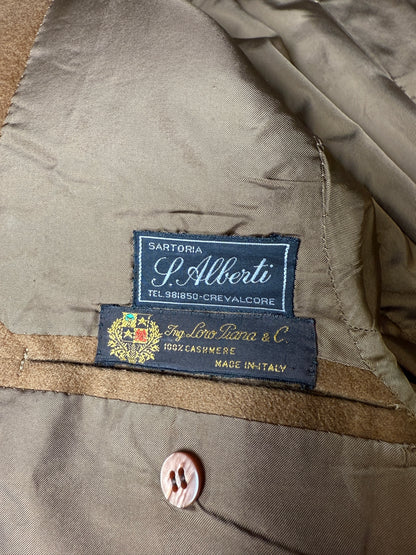 SARTORIA
S. Alberti
TEL. 981850-CREVALCORE
Ing. Loro Piana & C.
100% CASHMERE
MADE IN ITALY